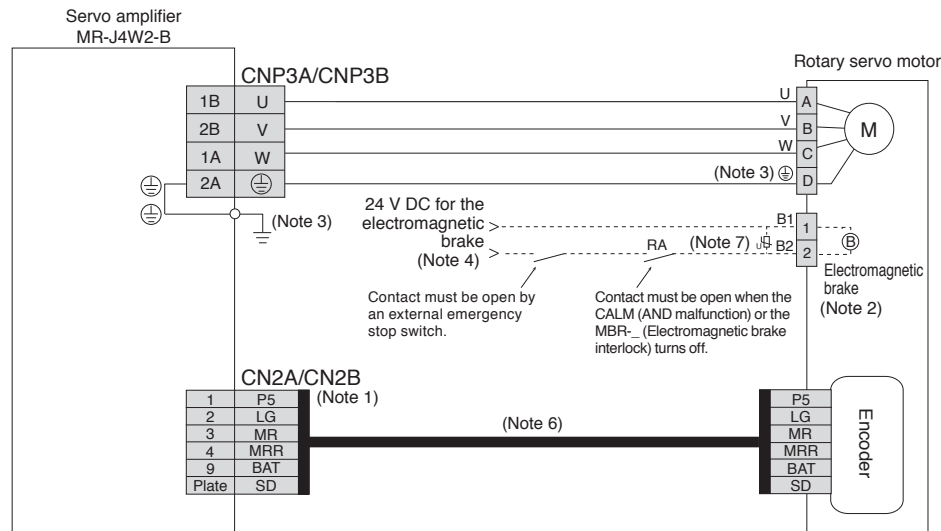 Servo amplifier
MR-J4W2-B
Rotary servo motor
CNP3A/CNP3B
1B U
2B V
1A W
2A
U A
V B
W C
(Note 3) D
M
(Note 3)
24 V DC for the
electromagnetic
brake
(Note 4)
RA
(Note 7)
U
B1 1
B2 2
B
Electromagnetic
brake
(Note 2)
Contact must be open by
an external emergency
stop switch.
Contact must be open when the
CALM (AND malfunction) or the
MBR-_ (Electromagnetic brake
interlock) turns off.
CN2A/CN2B
(Note 1)
1 P5
2 LG
3 MR
4 MRR
9 BAT
Plate SD
(Note 6)
P5
LG
MR
MRR
BAT
SD
Encoder